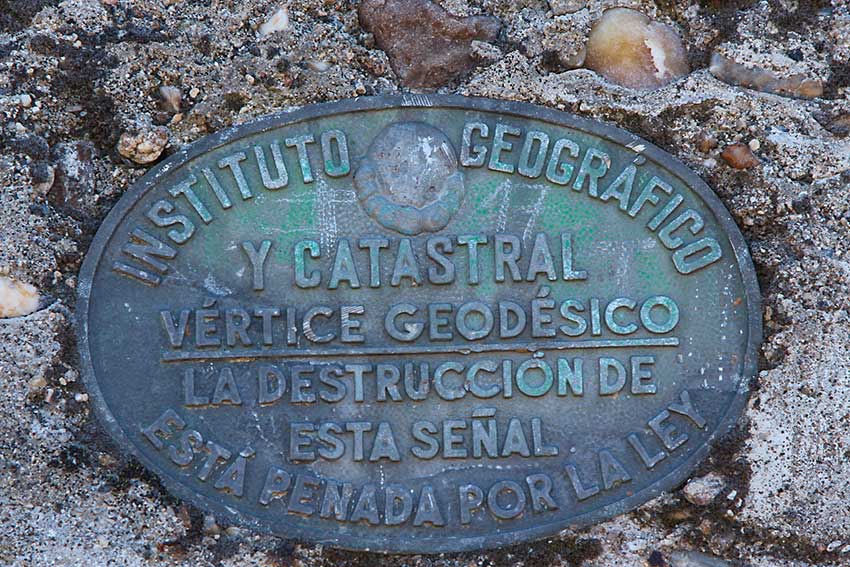 INSTITUTO GEOGRÁFICO
Y CATASTRAL
VÉRTICE GEODÉSICO
LA DESTRUCCIÓN DE
ESTA SEÑAL
ESTÁ PENADA POR LA LEY